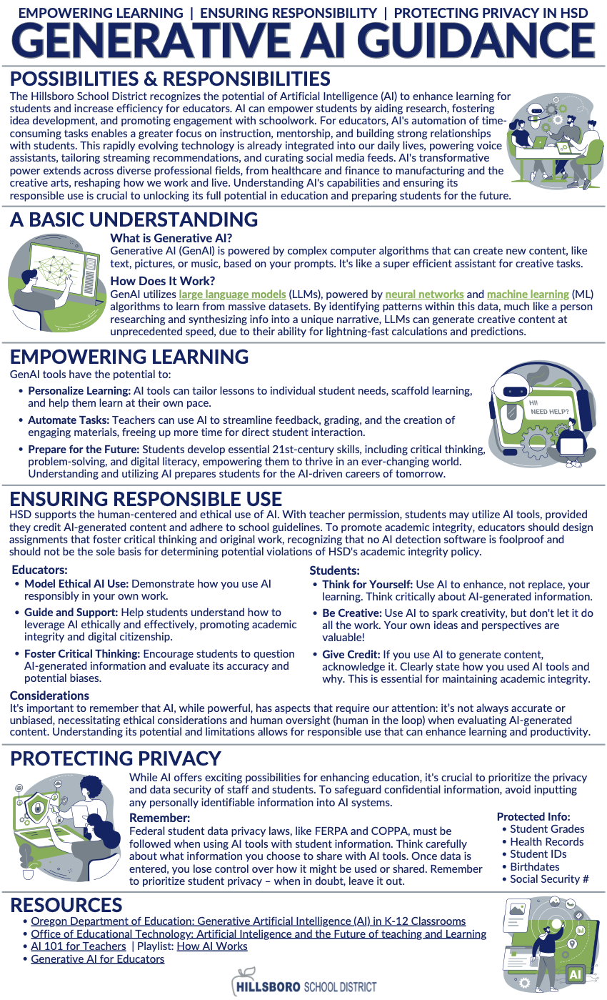 EMPOWERING LEARNING | ENSURING RESPONSIBILITY | PROTECTING PRIVACY IN HSD
GENERATIVE AI GUIDANCE
POSSIBILITIES & RESPONSIBILITIES
The Hillsboro School District recognizes the potential of Artificial Intelligence (AI) to enhance learning for
students and increase efficiency for educators. AI can empower students by aiding research, fostering
idea development, and promoting engagement with schoolwork. For educators, AI's automation of time-
consuming tasks enables a greater focus on instruction, mentorship, and building strong relationships
with students. This rapidly evolving technology is already integrated into our daily lives, powering voice
assistants, tailoring streaming recommendations, and curating social media feeds. AI's transformative
power extends across diverse professional fields, from healthcare and finance to manufacturing and the
creative arts, reshaping how we work and live. Understanding AI's capabilities and ensuring its
responsible use is crucial to unlocking its full potential in education and preparing students for the future.
A BASIC UNDERSTANDING
What is Generative AI?
Generative AI (GenAI) is powered by complex computer algorithms that can create new content, like
text, pictures, or music, based on your prompts. It's like a super efficient assistant for creative tasks.
How Does It Work?
GenAI utilizes large language models (LLMs), powered by neural networks and machine learning (ML)
algorithms to learn from massive datasets. By identifying patterns within this data, much like a person
researching and synthesizing info into a unique narrative, LLMs can generate creative content at
unprecedented speed, due to their ability for lightning-fast calculations and predictions.
EMPOWERING LEARNING
GenAI tools have the potential to:
• Personalize Learning: AI tools can tailor lessons to individual student needs, scaffold learning,
and help them learn at their own pace.
• Automate Tasks: Teachers can use AI to streamline feedback, grading, and the creation of
engaging materials, freeing up more time for direct student interaction.
• Prepare for the Future: Students develop essential 21st-century skills, including critical thinking,
problem-solving, and digital literacy, empowering them to thrive in an ever-changing world.
Understanding and utilizing AI prepares students for the AI-driven careers of tomorrow.
HI!
NEED HELP?
ENSURING RESPONSIBLE USE
HSD supports the human-centered and ethical use of AI. With teacher permission, students may utilize AI tools, provided
they credit AI-generated content and adhere to school guidelines. To promote academic integrity, educators should design
assignments that foster critical thinking and original work, recognizing that no AI detection software is foolproof and
should not be the sole basis for determining potential violations of HSD's academic integrity policy.
Educators:
• Model Ethical AI Use: Demonstrate how you use AI
responsibly in your own work.
• Guide and Support: Help students understand how to
leverage AI ethically and effectively, promoting academic
integrity and digital citizenship.
• Foster Critical Thinking: Encourage students to question
AI-generated information and evaluate its accuracy and
potential biases.
Students:
• Think for Yourself: Use AI to enhance, not replace, your
learning. Think critically about AI-generated information.
• Be Creative: Use AI to spark creativity, but don't let it do
all the work. Your own ideas and perspectives are
valuable!
• Give Credit: If you use AI to generate content,
acknowledge it. Clearly state how you used AI tools and
why. This is essential for maintaining academic integrity.
Considerations
It's important to remember that AI, while powerful, has aspects that require our attention: it's not always accurate or
unbiased, necessitating ethical considerations and human oversight (human in the loop) when evaluating AI-generated
content. Understanding its potential and limitations allows for responsible use that can enhance learning and productivity.
PROTECTING PRIVACY
While AI offers exciting possibilities for enhancing education, it's crucial to prioritize the privacy
and data security of staff and students. To safeguard confidential information, avoid inputting
any personally identifiable information into AI systems.
Remember:
Federal student data privacy laws, like FERPA and COPPA, must be
followed when using AI tools with student information. Think carefully
about what information you choose to share with AI tools. Once data is
entered, you lose control over how it might be used or shared. Remember
to prioritize student privacy – when in doubt, leave it out.
Protected Info:
• Student Grades
• Health Records
• Student IDs
• Birthdates
• Social Security #
RESOURCES
• Oregon Department of Education: Generative Artificial Intelligence (AI) in K-12 Classrooms
• Office of Educational Technology: Artificial Inteligence and the Future of teaching and Learning
• AI 101 for Teachers | Playlist: How AI Works
• Generative AI for Educators
AI
HILLSBORO SCHOOL DISTRICT